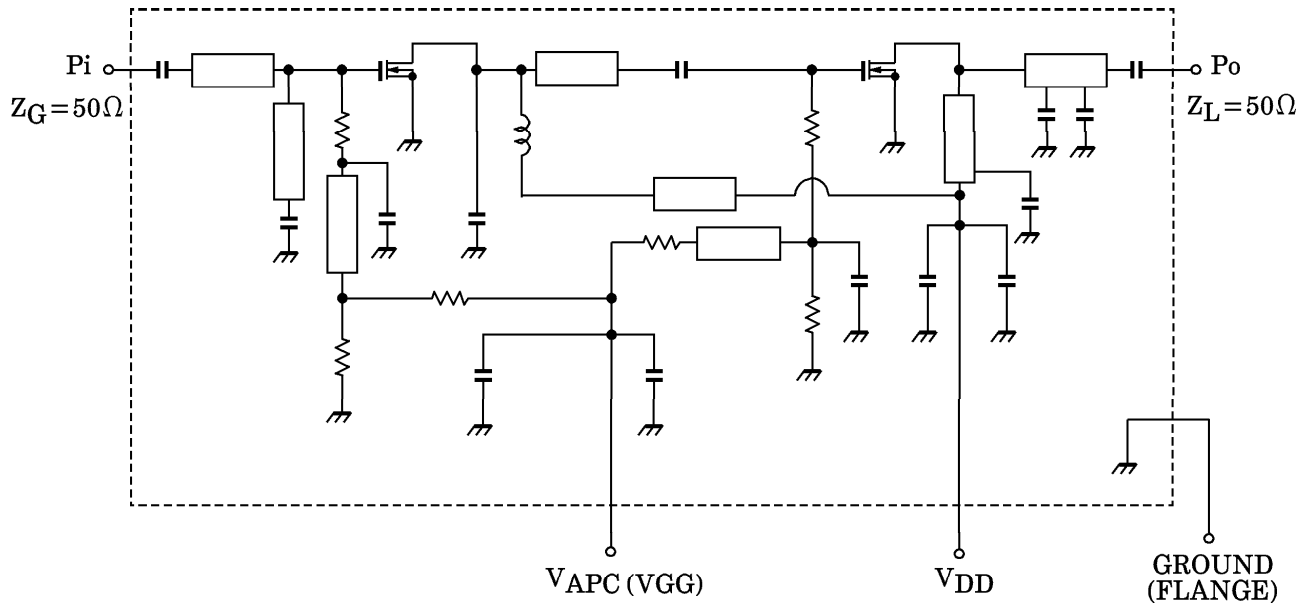 Pi
ZG=50Ω
Po
ZL=50Ω
VAPC (VGG)
VDD
GROUND
(FLANGE)